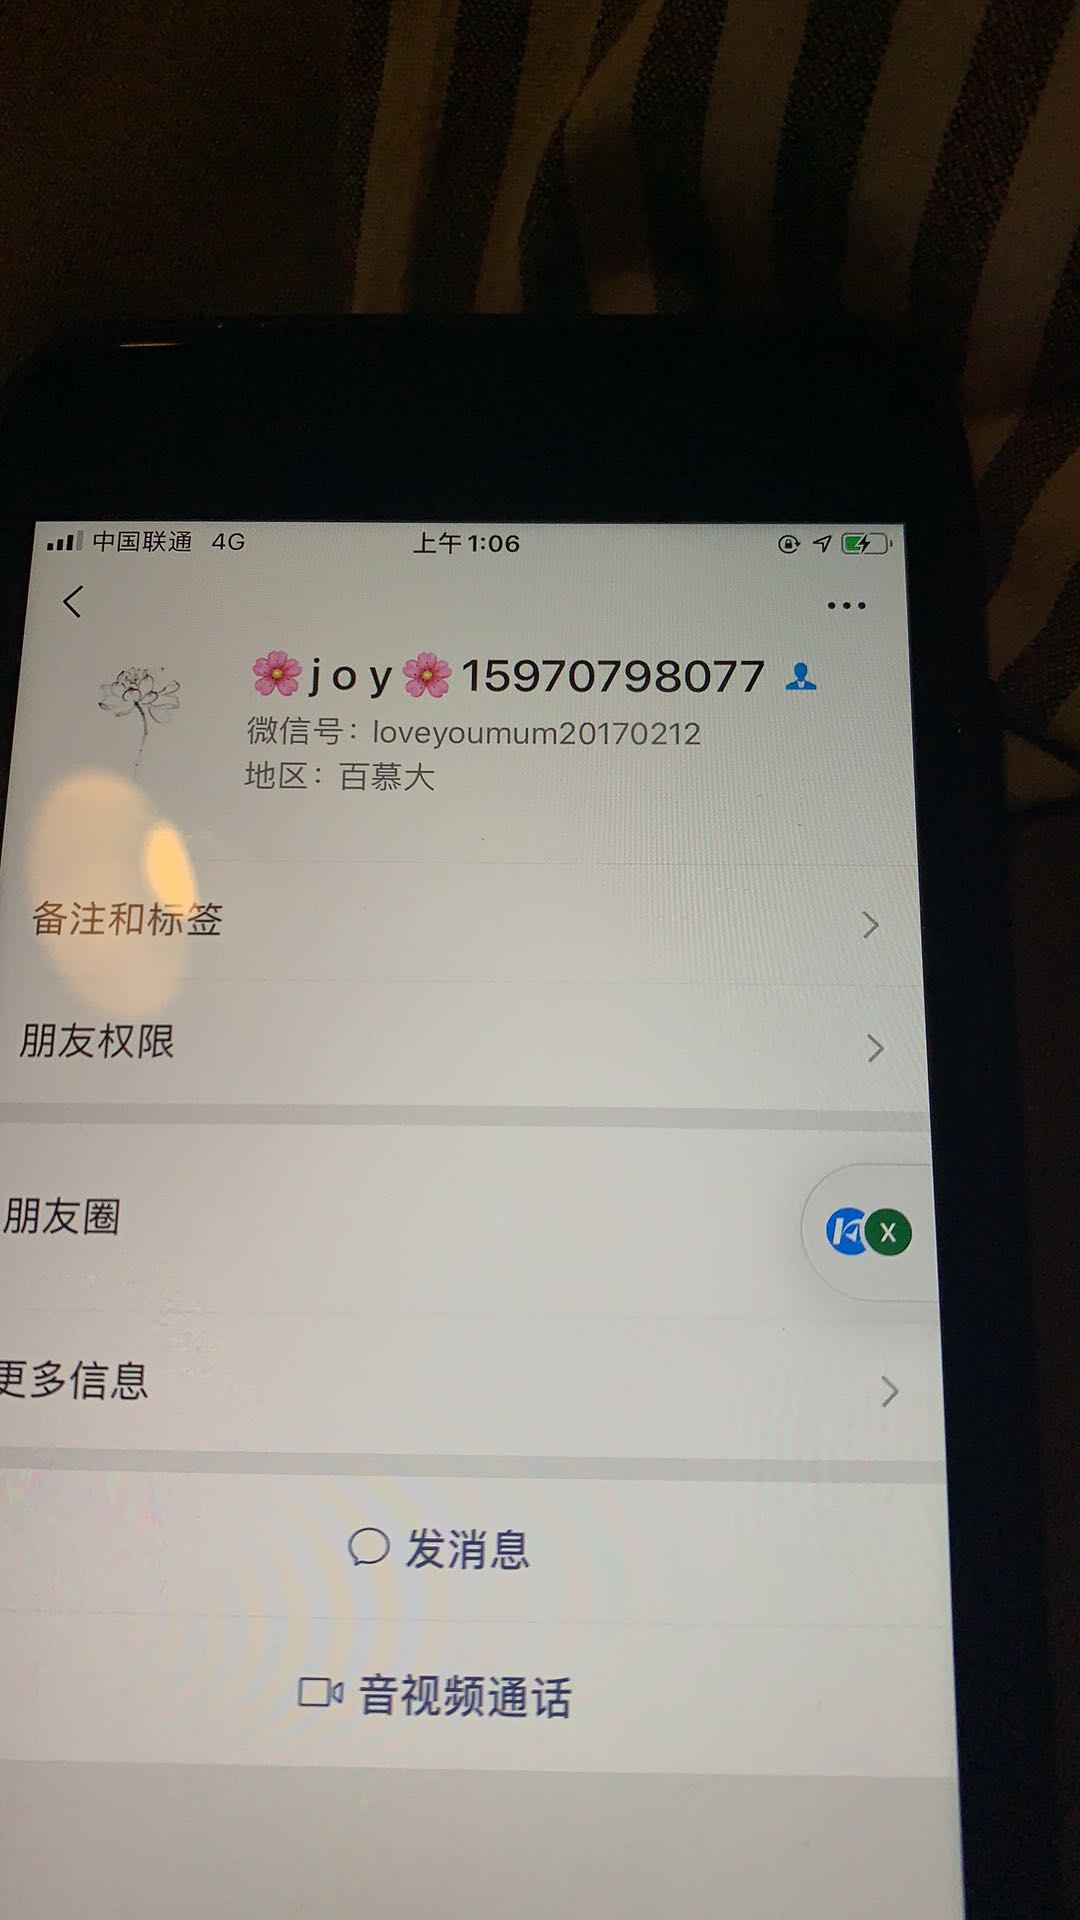 中国联通 4G 上午1:06
🌸joy🌸15970798077
微信号：loveyoumum20170212
地区：百慕大
备注和标签
朋友权限
朋友圈
X
更多信息
发消息
音视频通话